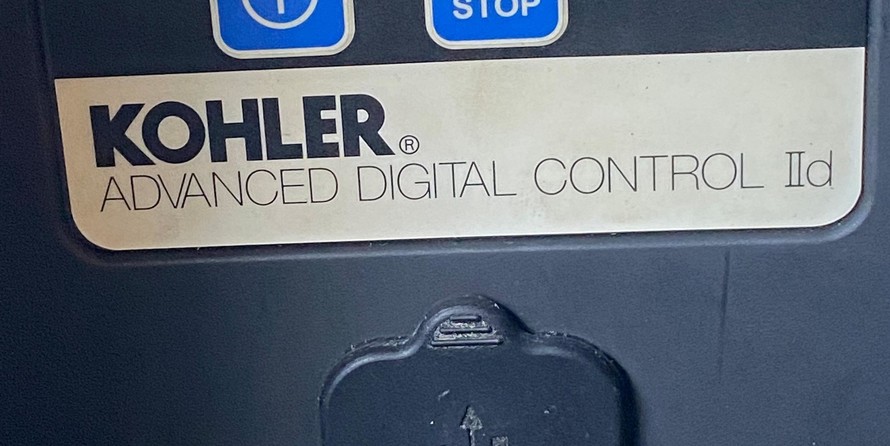 STOP
KOHLER®
ADVANCED DIGITAL CONTROL IId